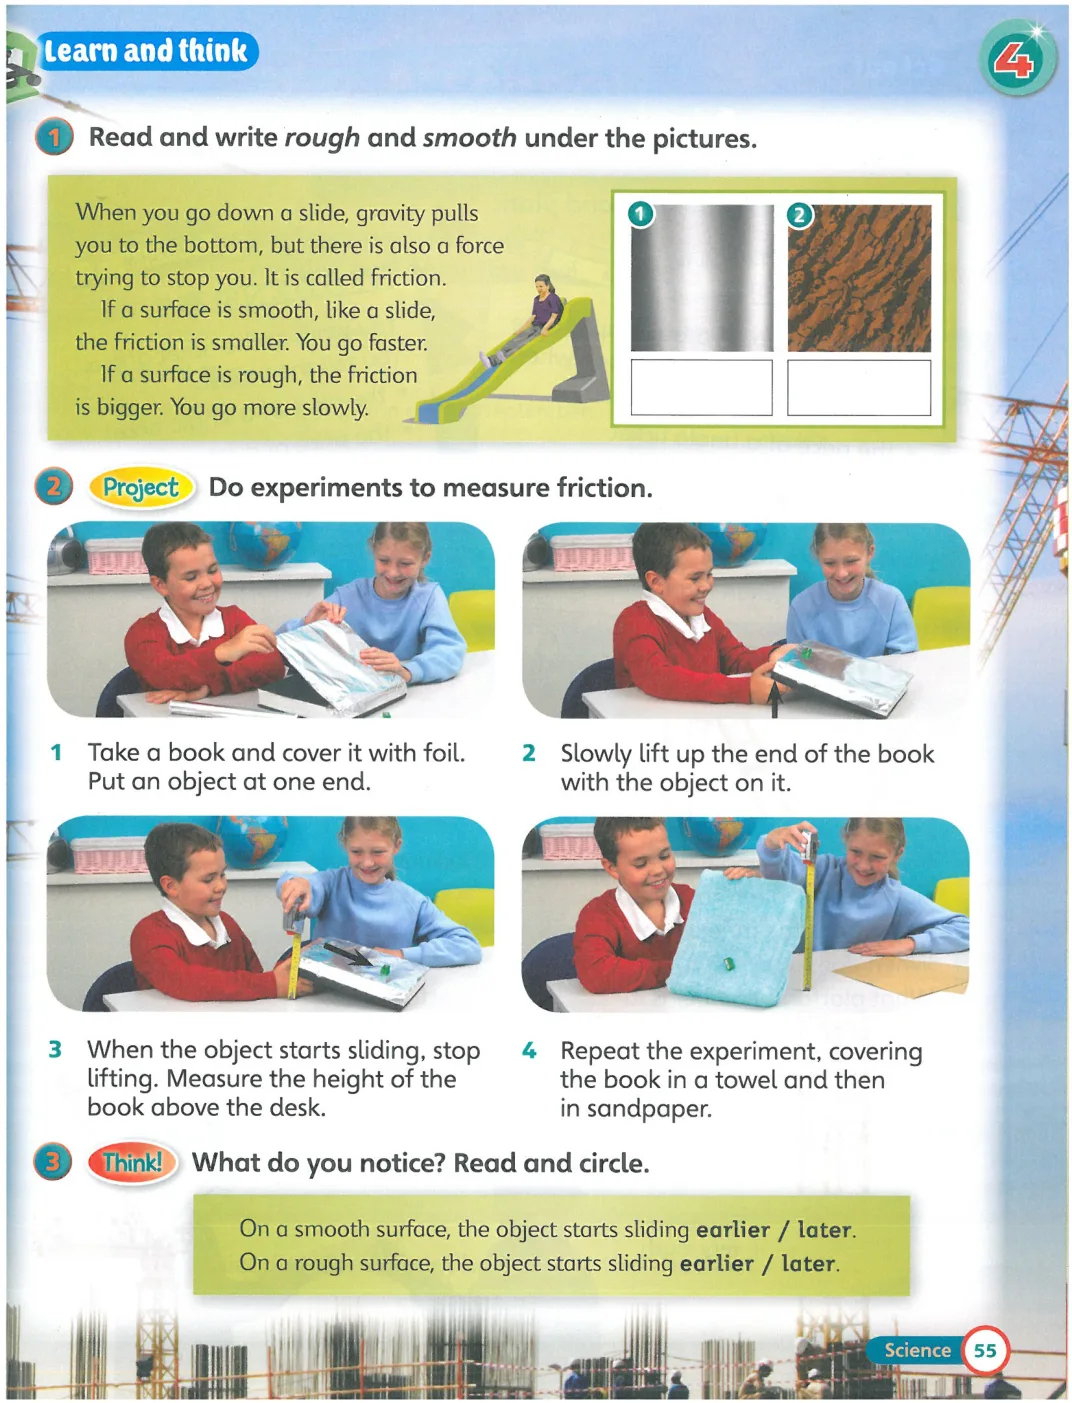 Learn and think
4
1 Read and write rough and smooth under the pictures.
When you go down a slide, gravity pulls
you to the bottom, but there is also a force
trying to stop you. It is called friction.
If a surface is smooth, like a slide,
the friction is smaller. You go faster.
If a surface is rough, the friction
is bigger. You go more slowly.
1 2
2 Project Do experiments to measure friction.
1 Take a book and cover it with foil.
Put an object at one end.
2 Slowly lift up the end of the book
with the object on it.
3 When the object starts sliding, stop
lifting. Measure the height of the
book above the desk.
4 Repeat the experiment, covering
the book in a towel and then
in sandpaper.
3 Think! What do you notice? Read and circle.
On a smooth surface, the object starts sliding earlier / later.
On a rough surface, the object starts sliding earlier / later.
Science 55